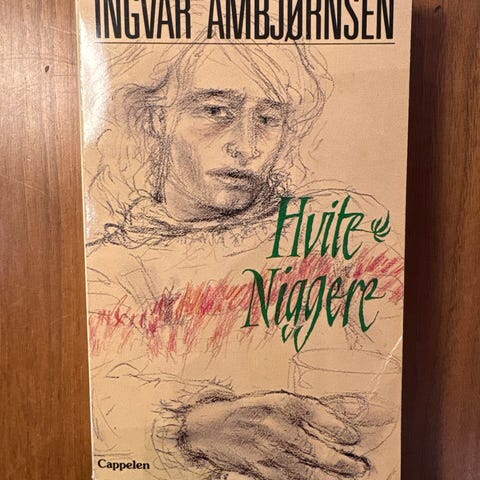 INGVAR AMBJØRNSEN
Hvite
Niggere
Cappelen